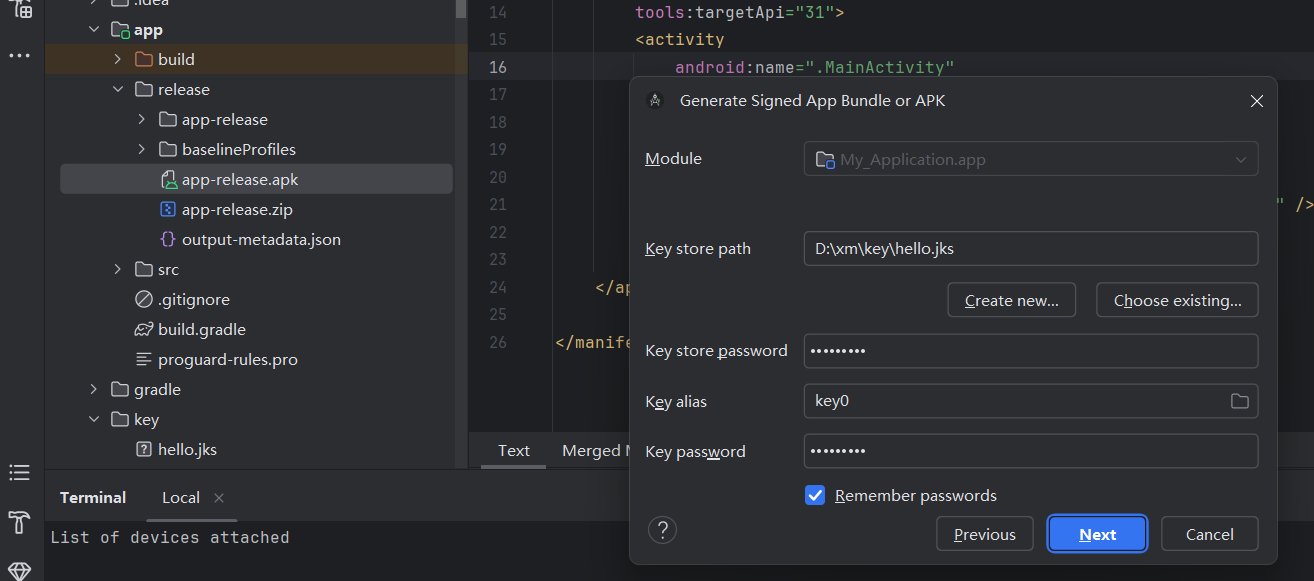 .idea
app
build
release
app-release
baselineProfiles
app-release.apk
app-release.zip
output-metadata.json
src
.gitignore
build.gradle
proguard-rules.pro
gradle
key
hello.jks
14 tools:targetApi="31">
15 <activity
16 android:name=".MainActivity"
17
18
19
20
21 " />
22
23
24 </ap
25
26 </manife
Text Merged M
Generate Signed App Bundle or APK
Module My_Application.app
Key store path D:\xm\key\hello.jks
Create new... Choose existing...
Key store password •••••••••
Key alias key0
Key password •••••••••
Remember passwords
? Previous Next Cancel
Terminal Local
List of devices attached